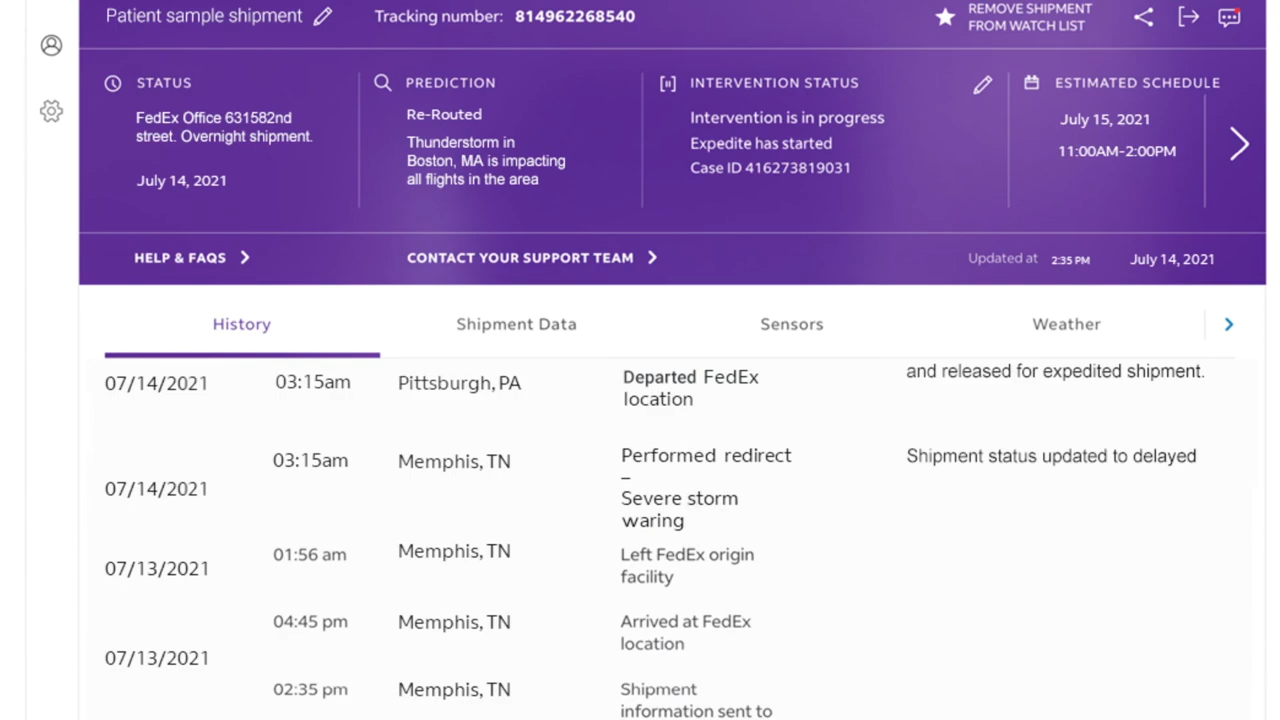 Patient sample shipment
Tracking number: 814962268540
REMOVE SHIPMENT
FROM WATCH LIST
STATUS
FedEx Office 631582nd
street. Overnight shipment.
July 14, 2021
PREDICTION
Re-Routed
Thunderstorm in
Boston, MA is impacting
all flights in the area
INTERVENTION STATUS
Intervention is in progress
Expedite has started
Case ID 416273819031
ESTIMATED SCHEDULE
July 15, 2021
11:00AM-2:00PM
HELP & FAQS
CONTACT YOUR SUPPORT TEAM
Updated at 2:35 PM July 14, 2021
History
Shipment Data
Sensors
Weather
07/14/2021
03:15am
Pittsburgh, PA
Departed FedEx
location
and released for expedited shipment.
07/14/2021
03:15am
Memphis, TN
Performed redirect
–
Severe storm
waring
Shipment status updated to delayed
07/13/2021
01:56 am
Memphis, TN
Left FedEx origin
facility
07/13/2021
04:45 pm
Memphis, TN
Arrived at FedEx
location
02:35 pm
Memphis, TN
Shipment
information sent to